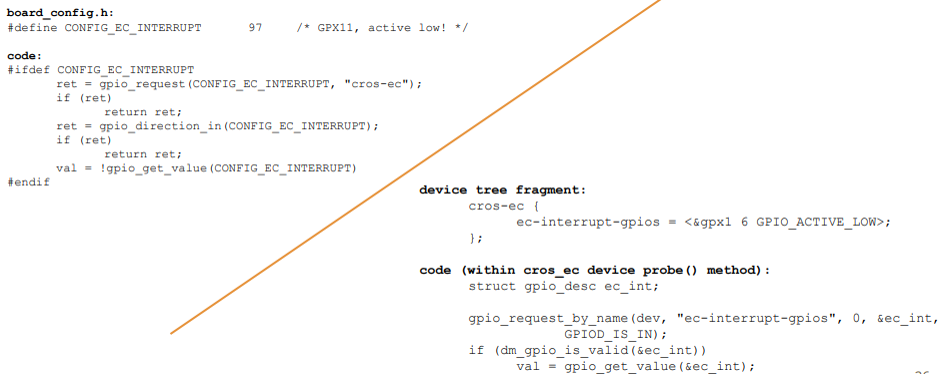 board_config.h:
#define CONFIG_EC_INTERRUPT 97 /* GPX11, active low! */
code:
#ifdef CONFIG_EC_INTERRUPT
ret = gpio_request(CONFIG_EC_INTERRUPT, "cros-ec");
if (ret)
return ret;
ret = gpio_direction_in(CONFIG_EC_INTERRUPT);
if (ret)
return ret;
val = !gpio_get_value(CONFIG_EC_INTERRUPT)
#endif
device tree fragment:
cros-ec {
ec-interrupt-gpios = <&gpx1 6 GPIO_ACTIVE_LOW>;
};
code (within cros_ec device probe() method):
struct gpio_desc ec_int;
gpio_request_by_name(dev, "ec-interrupt-gpios", 0, &ec_int,
GPIOD_IS_IN);
if (dm_gpio_is_valid(&ec_int))
val = gpio_get_value(&ec_int);